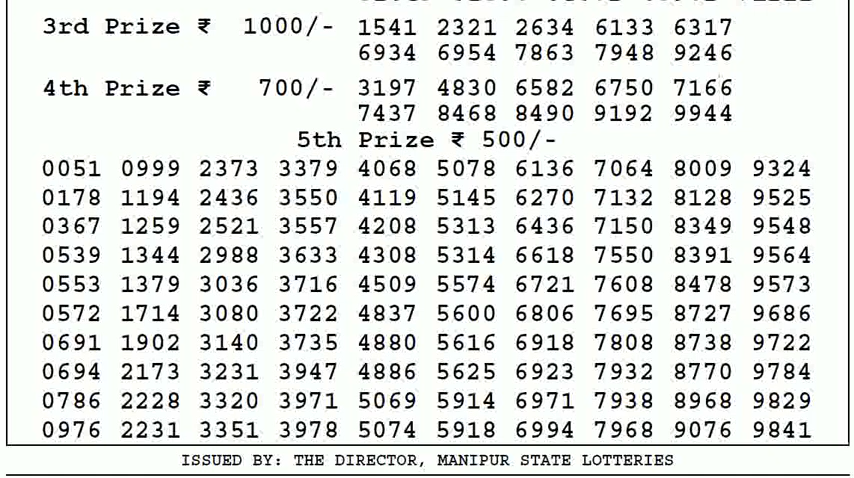 3rd Prize ₹ 1000/- 1541 2321 2634 6133 6317
6934 6954 7863 7948 9246
4th Prize ₹ 700/- 3197 4830 6582 6750 7166
7437 8468 8490 9192 9944
5th Prize ₹ 500/-
0051 0999 2373 3379 4068 5078 6136 7064 8009 9324
0178 1194 2436 3550 4119 5145 6270 7132 8128 9525
0367 1259 2521 3557 4208 5313 6436 7150 8349 9548
0539 1344 2988 3633 4308 5314 6618 7550 8391 9564
0553 1379 3036 3716 4509 5574 6721 7608 8478 9573
0572 1714 3080 3722 4837 5600 6806 7695 8727 9686
0691 1902 3140 3735 4880 5616 6918 7808 8738 9722
0694 2173 3231 3947 4886 5625 6923 7932 8770 9784
0786 2228 3320 3971 5069 5914 6971 7938 8968 9829
0976 2231 3351 3978 5074 5918 6994 7968 9076 9841
ISSUED BY: THE DIRECTOR, MANIPUR STATE LOTTERIES